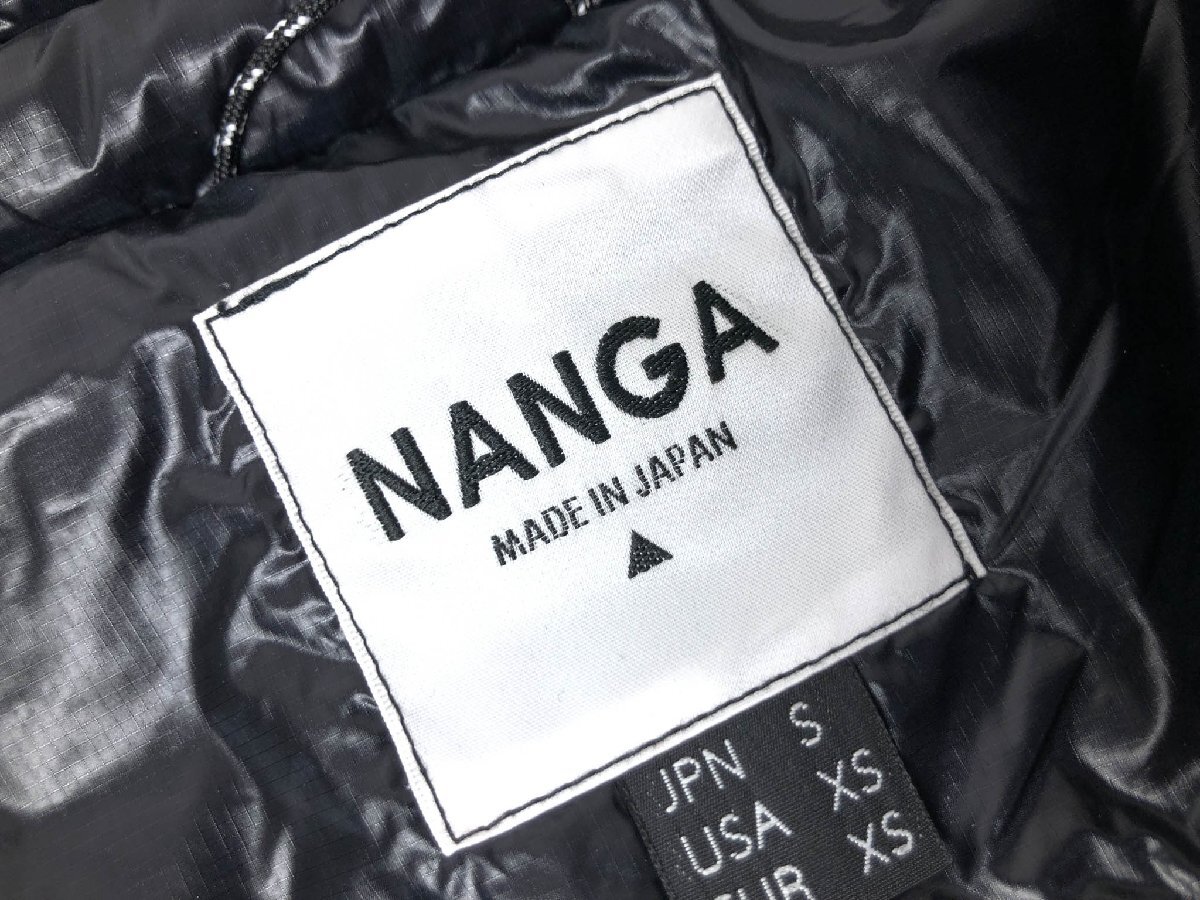 NANGA
MADE IN JAPAN
JPN S
USA XS
EUR XS